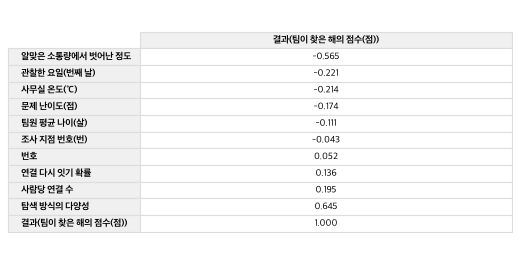 결과(팀이 찾은 해의 점수(점))
알맞은 소통량에서 벗어난 정도 -0.565
관찰한 요일(번째 날) -0.221
사무실 온도(℃) -0.214
문제 난이도(점) -0.174
팀원 평균 나이(살) -0.111
조사 지점 번호(번) -0.043
번호 0.052
연결 다시 잇기 확률 0.136
사람당 연결 수 0.195
탐색 방식의 다양성 0.645
결과(팀이 찾은 해의 점수(점)) 1.000